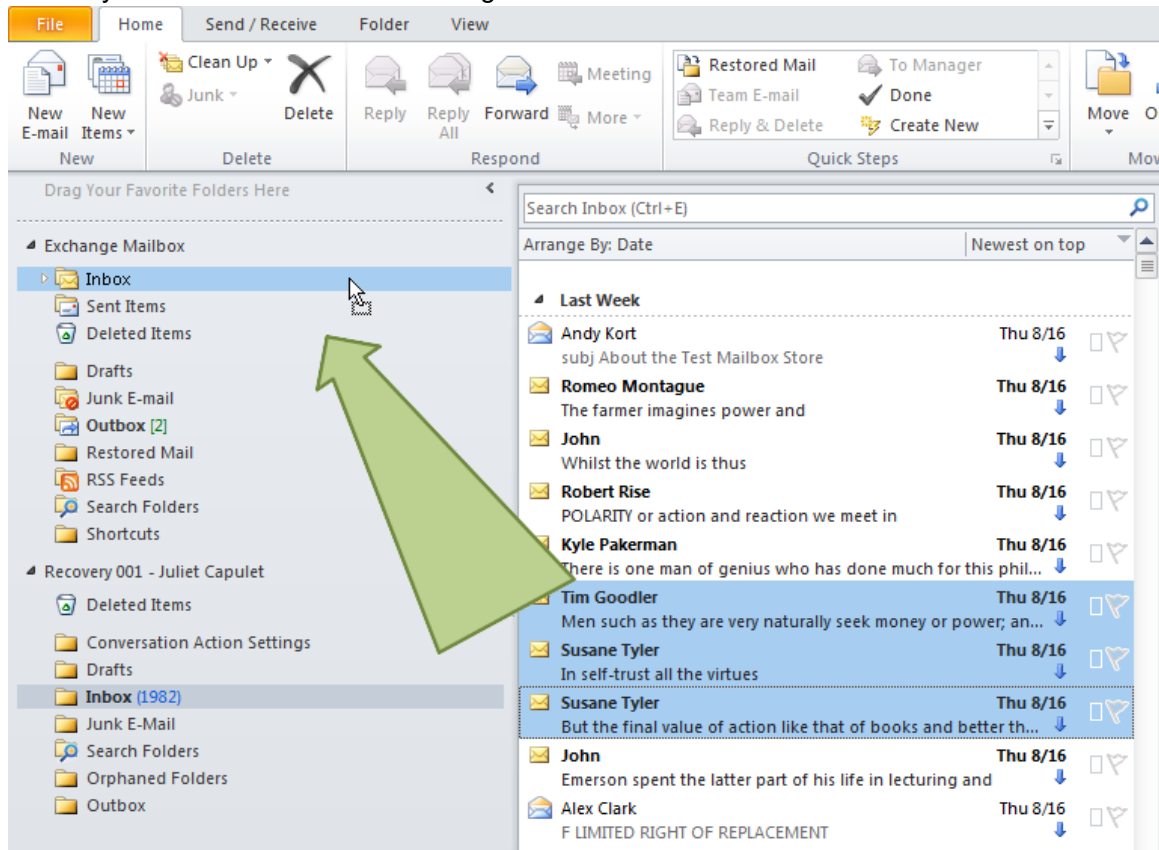 File Home Send / Receive Folder View
Clean Up Restored Mail To Manager
Junk Meeting Team E-mail Done
New New Delete Reply Reply Forward More Reply & Delete Create New Move
E-mail Items All
New Delete Respond Quick Steps
Drag Your Favorite Folders Here
Exchange Mailbox
Inbox
Sent Items
Deleted Items
Drafts
Junk E-mail
Outbox [2]
Restored Mail
RSS Feeds
Search Folders
Shortcuts
Recovery 001 - Juliet Capulet
Deleted Items
Conversation Action Settings
Drafts
Inbox (1982)
Junk E-Mail
Search Folders
Orphaned Folders
Outbox
Search Inbox (Ctrl+E)
Arrange By: Date Newest on top
Last Week
Andy Kort Thu 8/16
subj About the Test Mailbox Store
Romeo Montague Thu 8/16
The farmer imagines power and
John Thu 8/16
Whilst the world is thus
Robert Rise Thu 8/16
POLARITY or action and reaction we meet in
Kyle Pakerman Thu 8/16
There is one man of genius who has done much for this phil...
Tim Goodler Thu 8/16
Men such as they are very naturally seek money or power; an...
Susane Tyler Thu 8/16
In self-trust all the virtues
Susane Tyler Thu 8/16
But the final value of action like that of books and better th...
John Thu 8/16
Emerson spent the latter part of his life in lecturing and
Alex Clark Thu 8/16
F LIMITED RIGHT OF REPLACEMENT